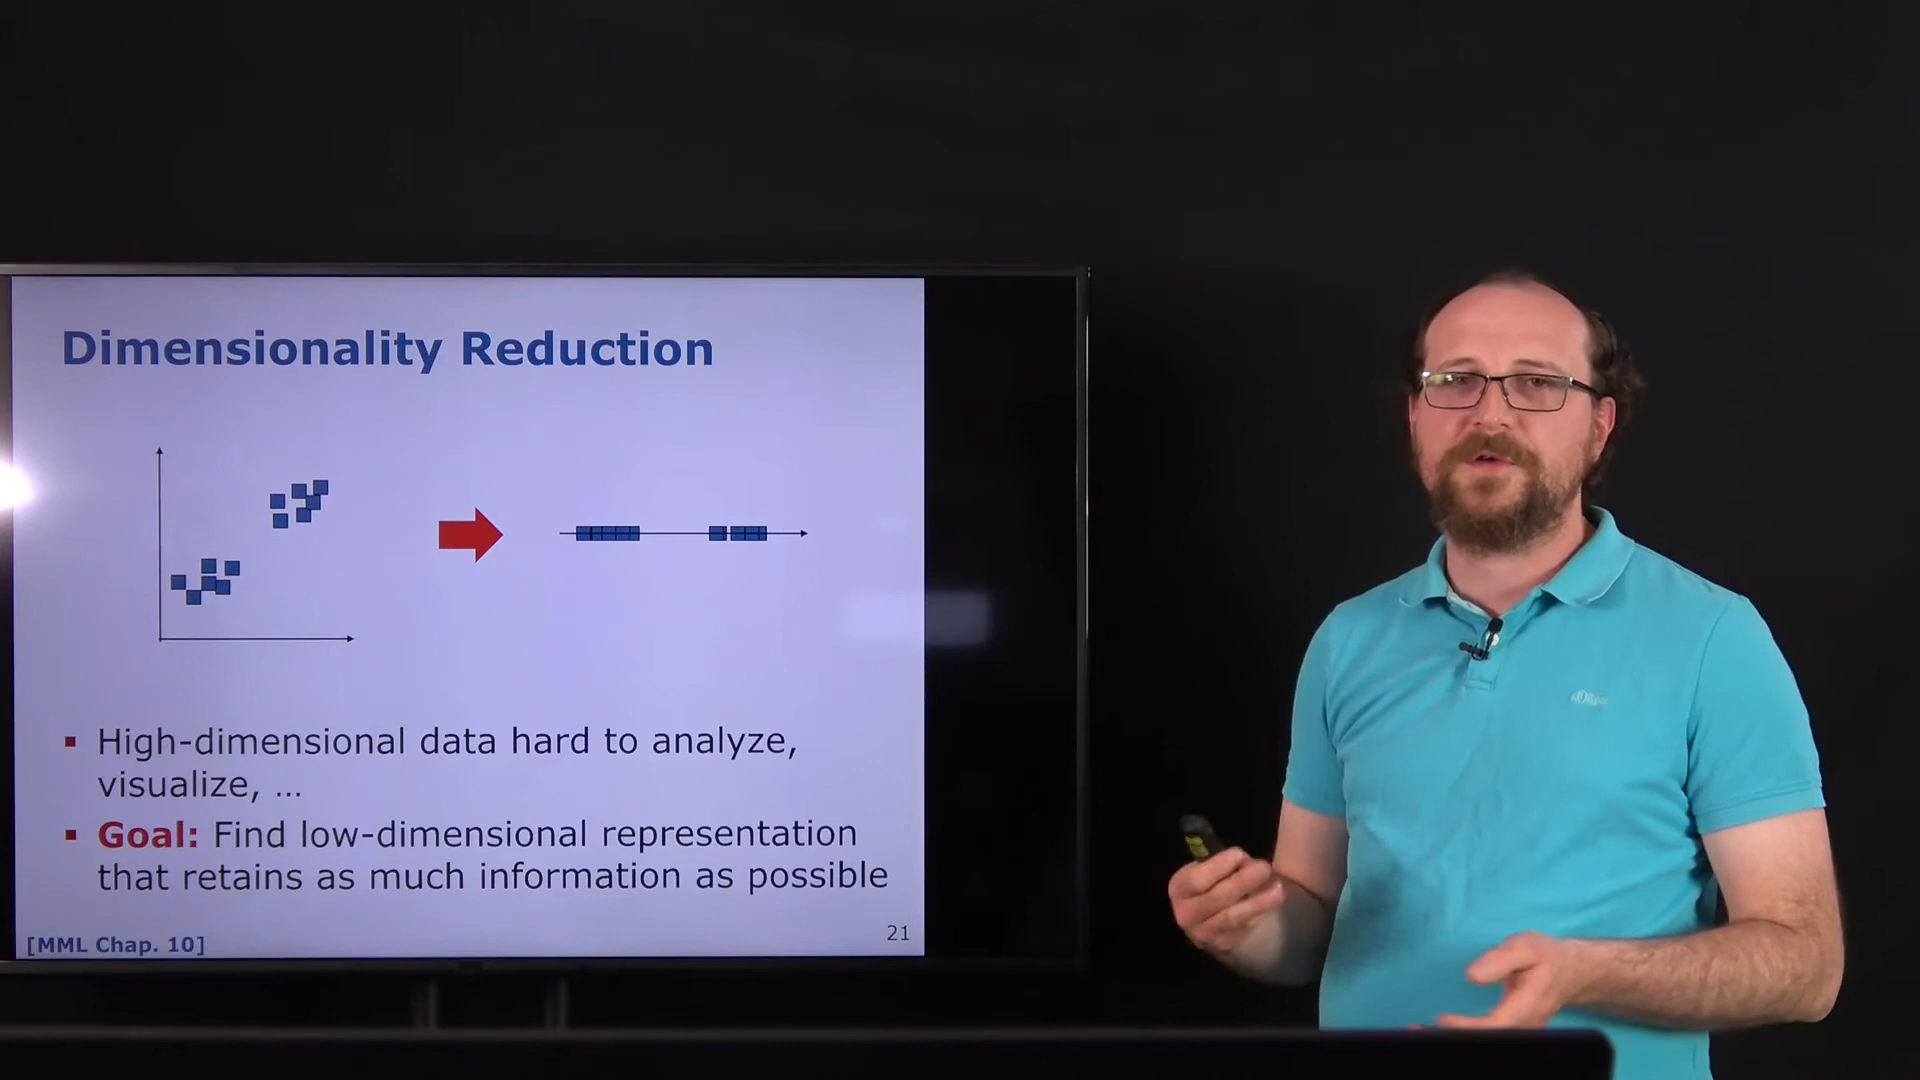 Dimensionality Reduction
▪ High-dimensional data hard to analyze,
visualize, ...
▪ Goal: Find low-dimensional representation
that retains as much information as possible
[MML Chap. 10]
21